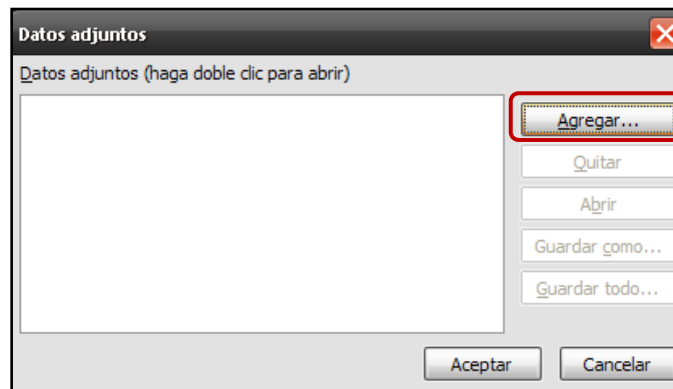 Datos adjuntos
Datos adjuntos (haga doble clic para abrir)
Agregar...
Quitar
Abrir
Guardar como...
Guardar todo...
Aceptar
Cancelar